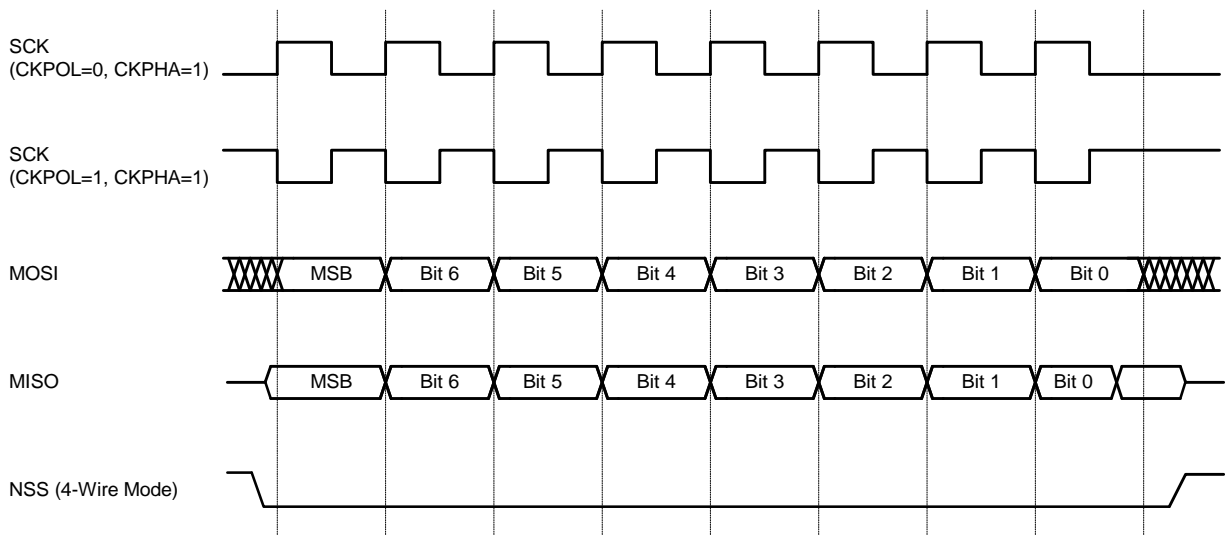 SCK
(CKPOL=0, CKPHA=1)
SCK
(CKPOL=1, CKPHA=1)
MOSI
MSB Bit 6 Bit 5 Bit 4 Bit 3 Bit 2 Bit 1 Bit 0
MISO
MSB Bit 6 Bit 5 Bit 4 Bit 3 Bit 2 Bit 1 Bit 0
NSS (4-Wire Mode)